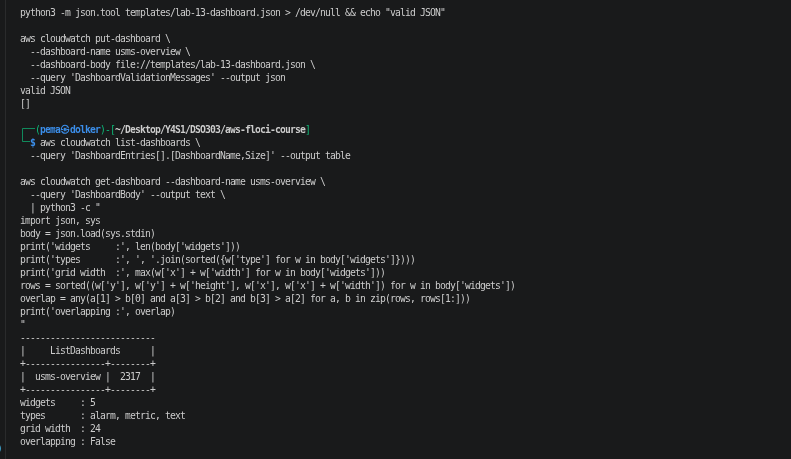 python3 -m json.tool templates/lab-13-dashboard.json > /dev/null && echo "valid JSON"
aws cloudwatch put-dashboard \
  --dashboard-name usms-overview \
  --dashboard-body file://templates/lab-13-dashboard.json \
  --query 'DashboardValidationMessages' --output json
valid JSON
[]
┌──(pema㉿dolker)-[~/Desktop/Y4S1/DSO303/aws-floci-course]
└─$ aws cloudwatch list-dashboards \
  --query 'DashboardEntries[].[DashboardName,Size]' --output table
aws cloudwatch get-dashboard --dashboard-name usms-overview \
  --query 'DashboardBody' --output text \
  | python3 -c "
import json, sys
body = json.load(sys.stdin)
print('widgets     :', len(body['widgets']))
print('types       :', ', '.join(sorted({w['type'] for w in body['widgets']})))
print('grid width  :', max(w['x'] + w['width'] for w in body['widgets']))
rows = sorted((w['y'], w['y'] + w['height'], w['x'], w['x'] + w['width']) for w in body['widgets'])
overlap = any(a[1] > b[0] and a[3] > b[2] and b[3] > a[2] for a, b in zip(rows, rows[1:]))
print('overlapping :', overlap)
"
---------------------------
|     ListDashboards      |
+----------------+--------+
|  usms-overview |  2317  |
+----------------+--------+
widgets     : 5
types       : alarm, metric, text
grid width  : 24
overlapping : False